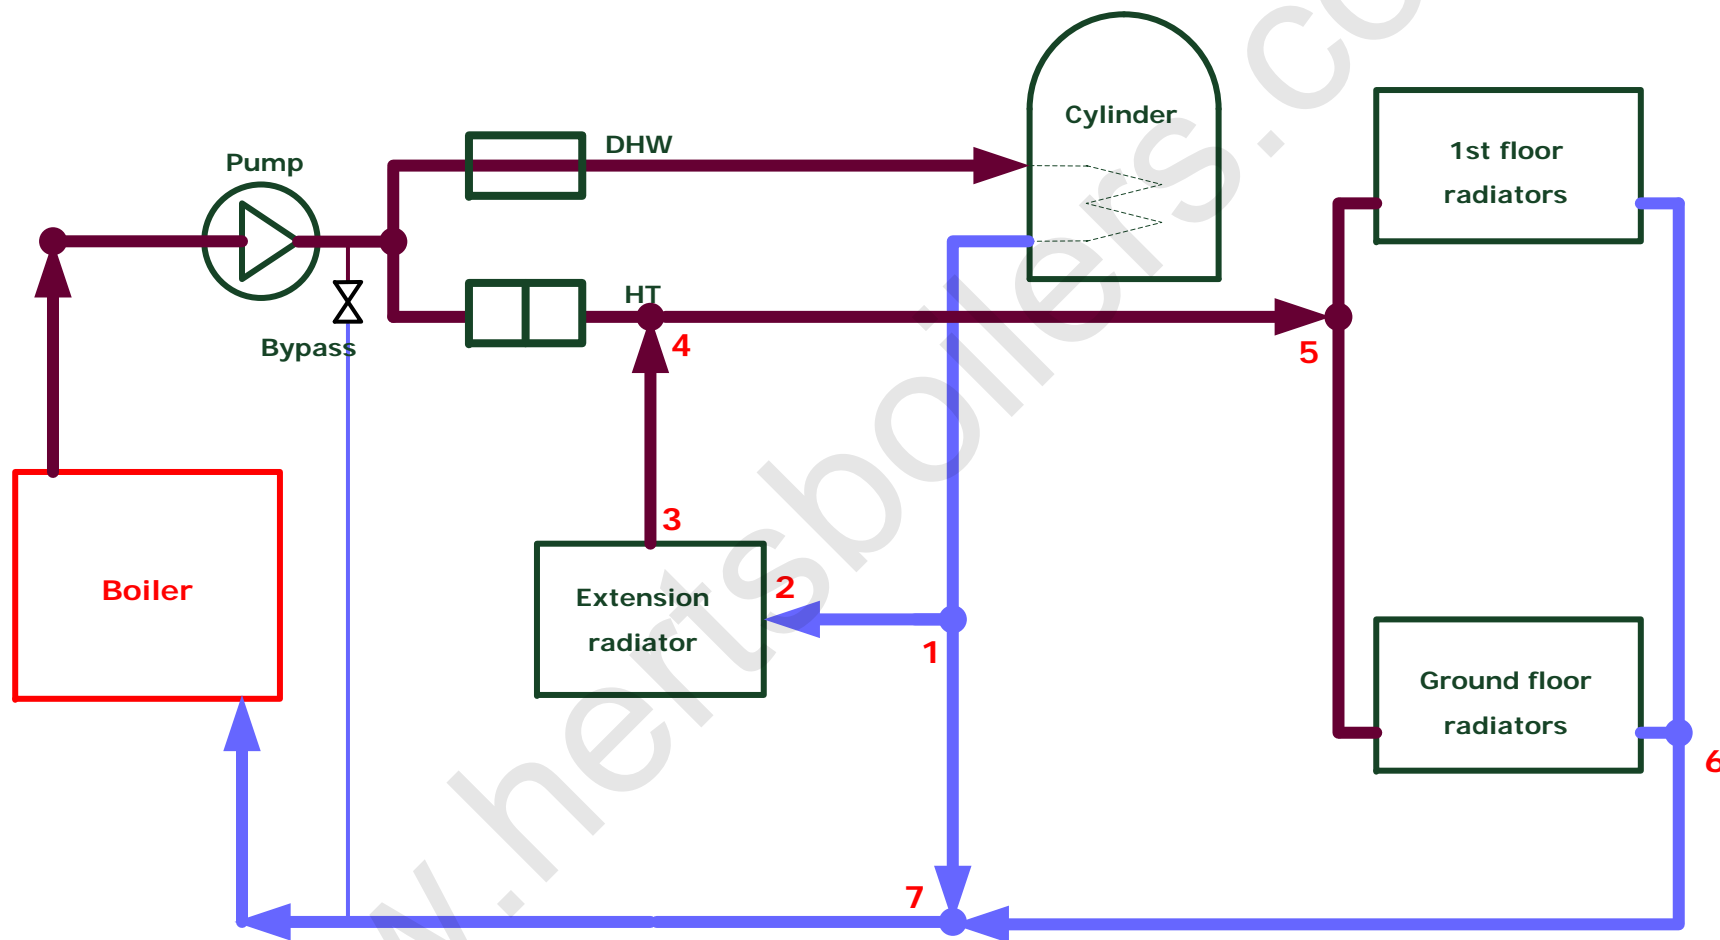 Cylinder
DHW
1st floor
radiators
Pump
HT
Bypass
4
5
3
Boiler
Extension
radiator
2
1
Ground floor
radiators
6
7
w.hertsboilers.co